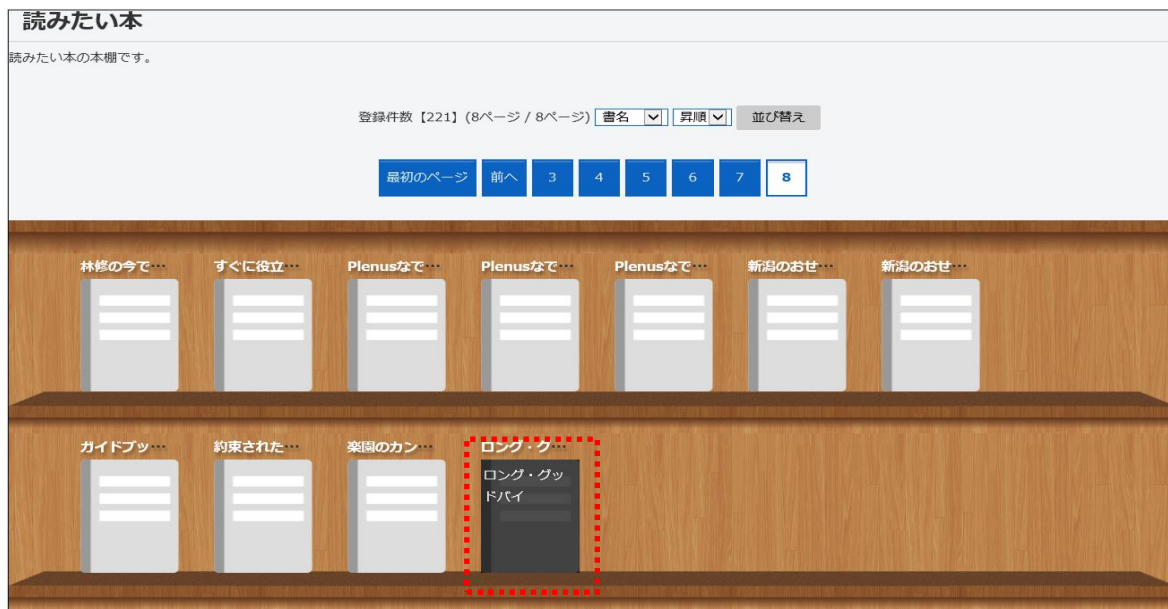 読みたい本
読みたい本の本棚です。
登録件数【221】(8ページ / 8ページ) 書名 昇順 並び替え
最初のページ 前へ 3 4 5 6 7 8
林修の今で… すぐに役立… Plenusなで… Plenusなで… Plenusなで… 新潟のおせ… 新潟のおせ…
ガイドブッ… 約束された… 楽園のカン… ロング・グ…
ロング・グッ
ドバイ